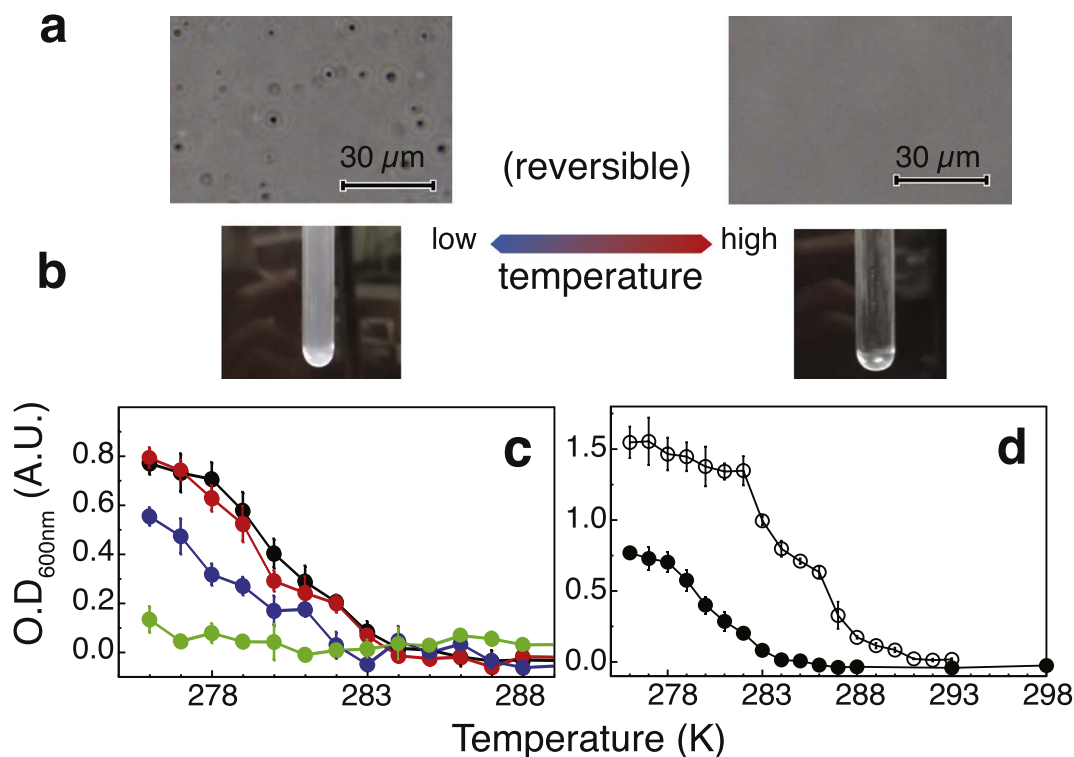 a
30 μm
(reversible)
30 μm
low
high
temperature
b
c
d
O.D600nm (A.U.)
0.8
0.6
0.4
0.2
0.0
278
283
288
1.5
1.0
0.5
0.0
278
283
288
293
298
Temperature (K)